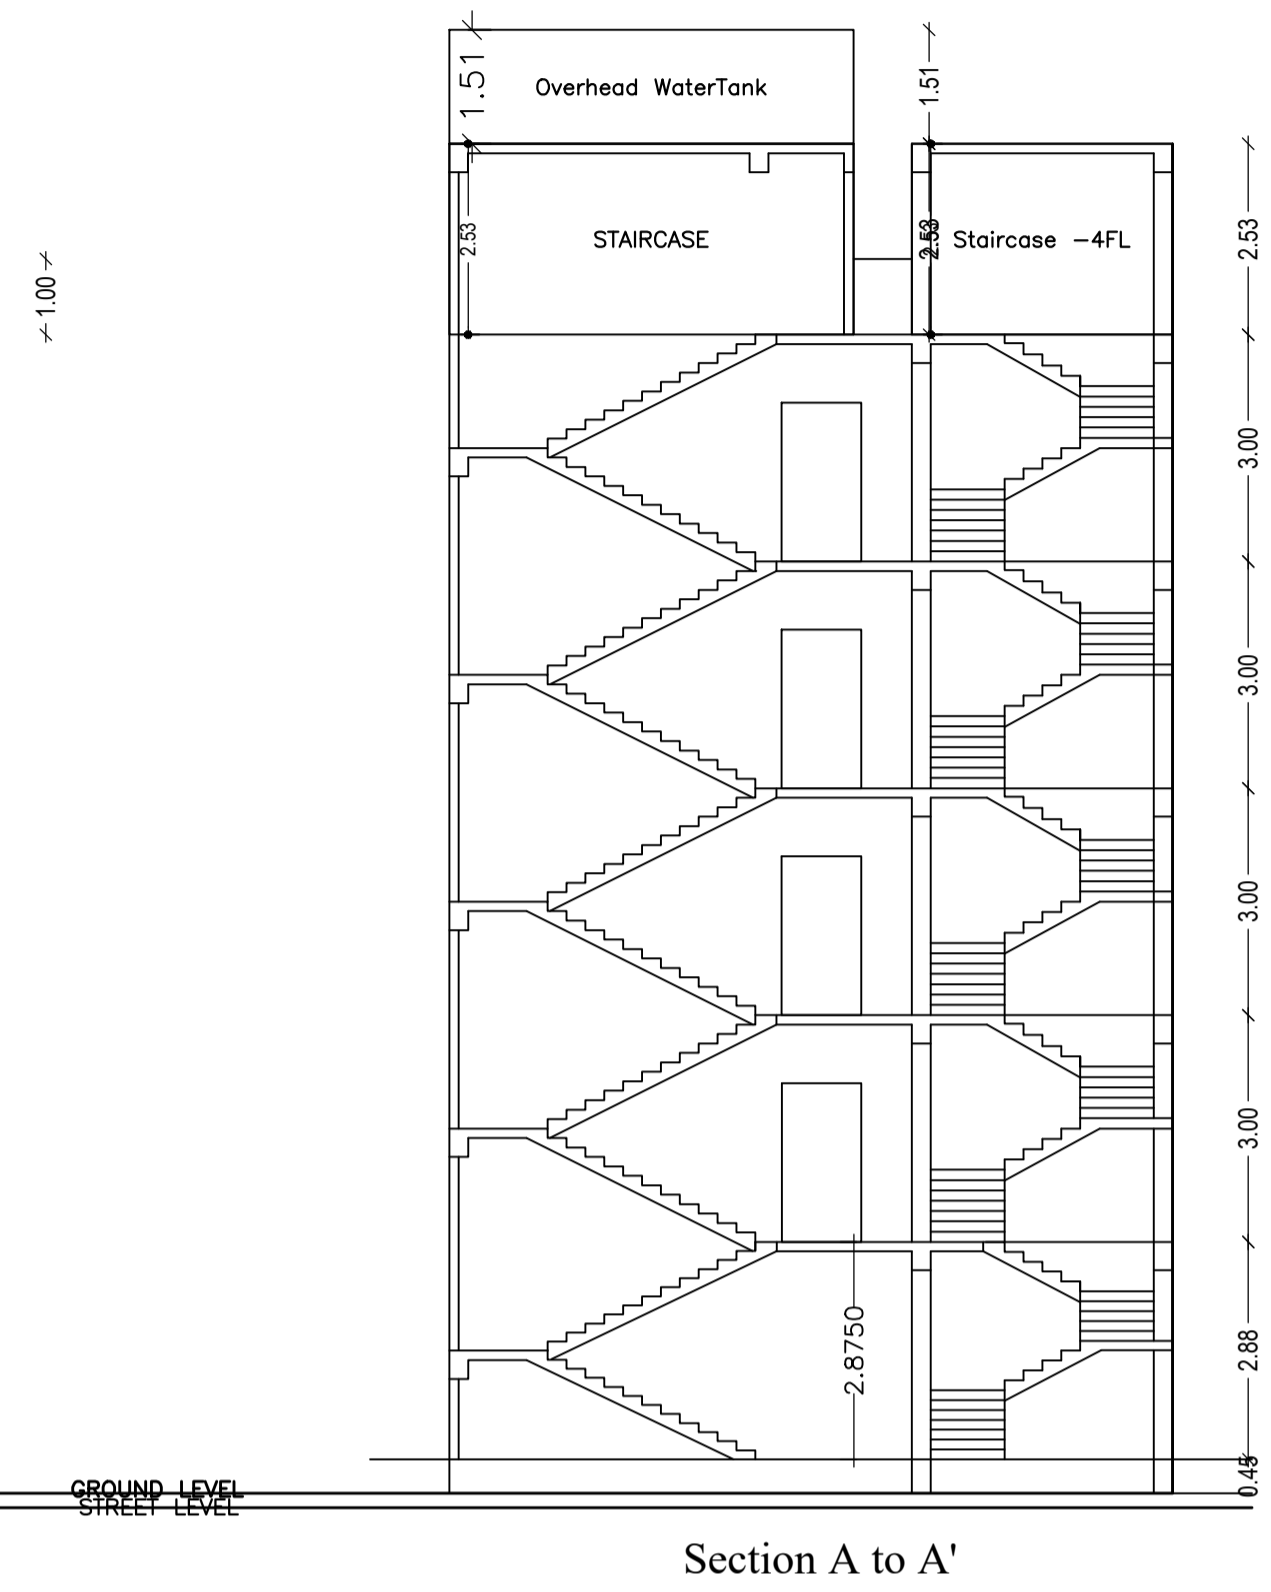 1.51
Overhead WaterTank
1.51
2.53
STAIRCASE
2.53
Staircase -4FL
2.53
1.00
3.00
3.00
3.00
3.00
2.8750
2.88
0.45
GROUND LEVEL
STREET LEVEL
Section A to A'